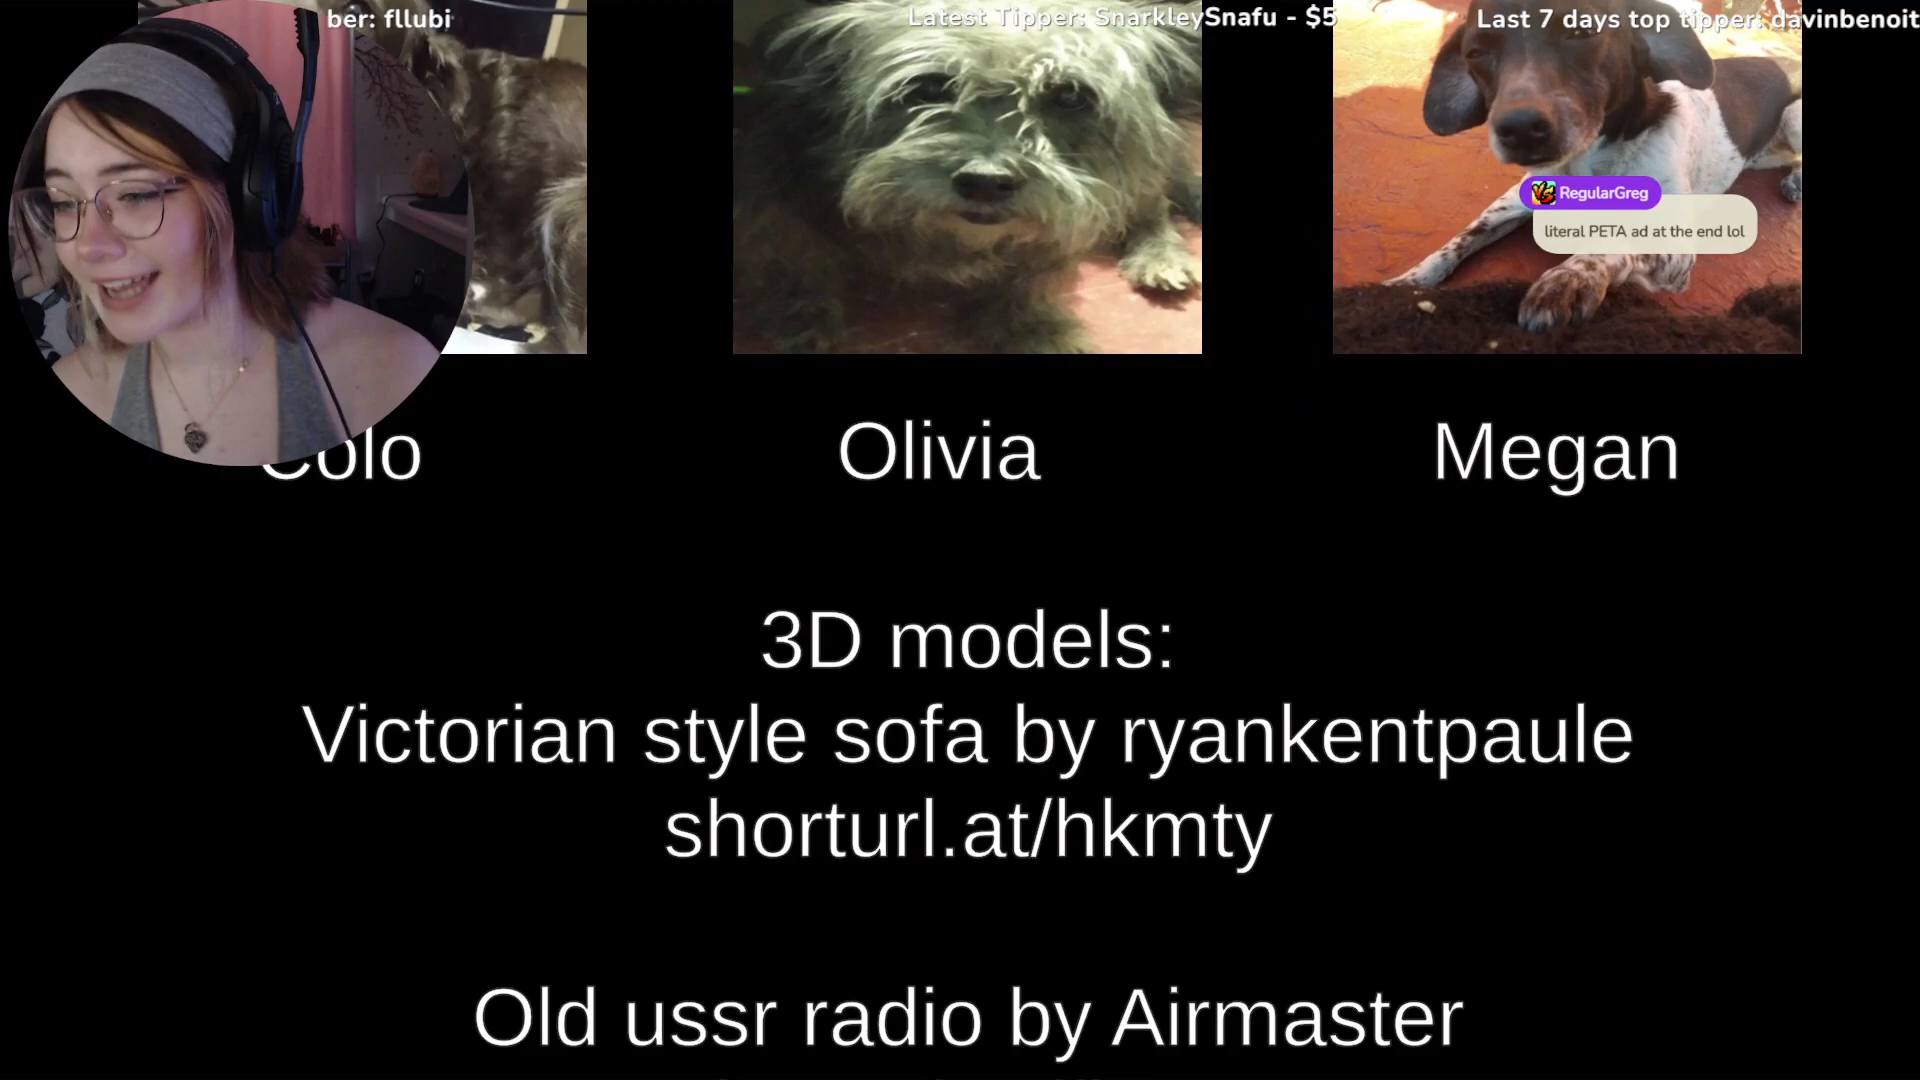 ber: fllubi
Latest Tipper: SnarkleySnafu - $5
Last 7 days top tipper: davinbenoit
RegularGreg
literal PETA ad at the end lol
Colo
Olivia
Megan
3D models:
Victorian style sofa by ryankentpaule
shorturl.at/hkmty
Old ussr radio by Airmaster